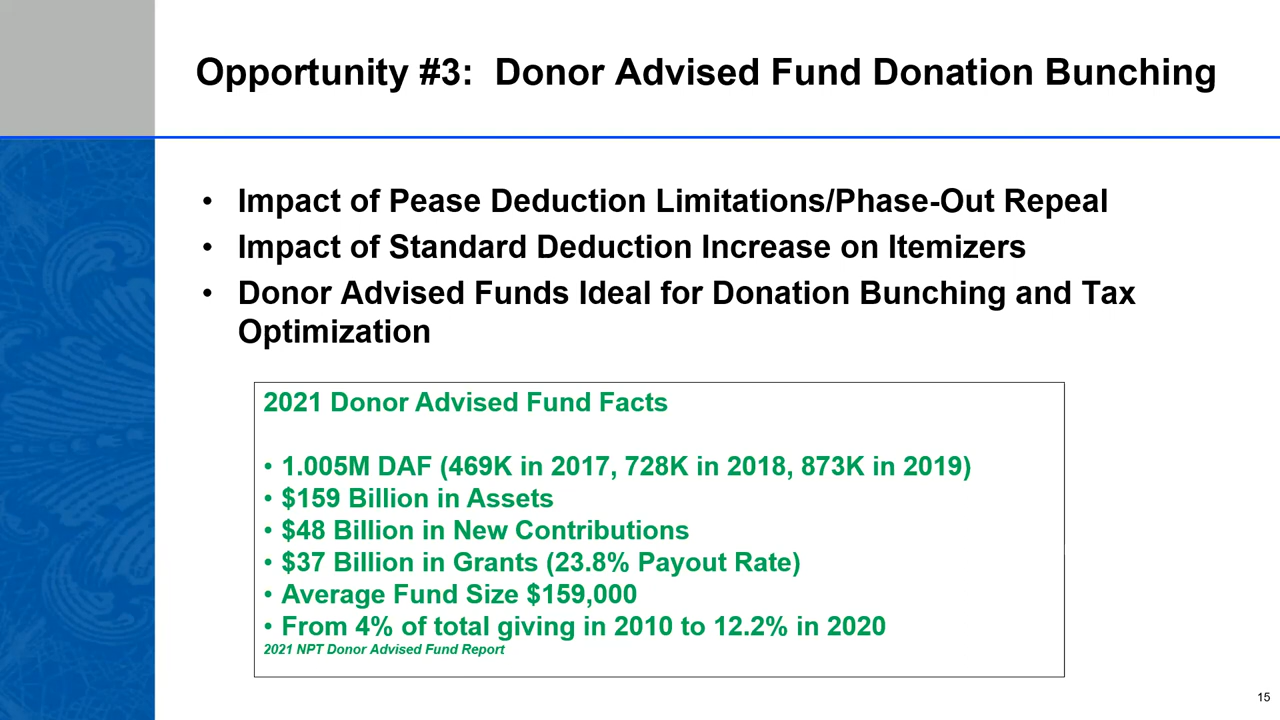 Opportunity #3:  Donor Advised Fund Donation Bunching
• Impact of Pease Deduction Limitations/Phase-Out Repeal
• Impact of Standard Deduction Increase on Itemizers
• Donor Advised Funds Ideal for Donation Bunching and Tax
Optimization
2021 Donor Advised Fund Facts
• 1.005M DAF (469K in 2017, 728K in 2018, 873K in 2019)
• $159 Billion in Assets
• $48 Billion in New Contributions
• $37 Billion in Grants (23.8% Payout Rate)
• Average Fund Size $159,000
• From 4% of total giving in 2010 to 12.2% in 2020
2021 NPT Donor Advised Fund Report
15